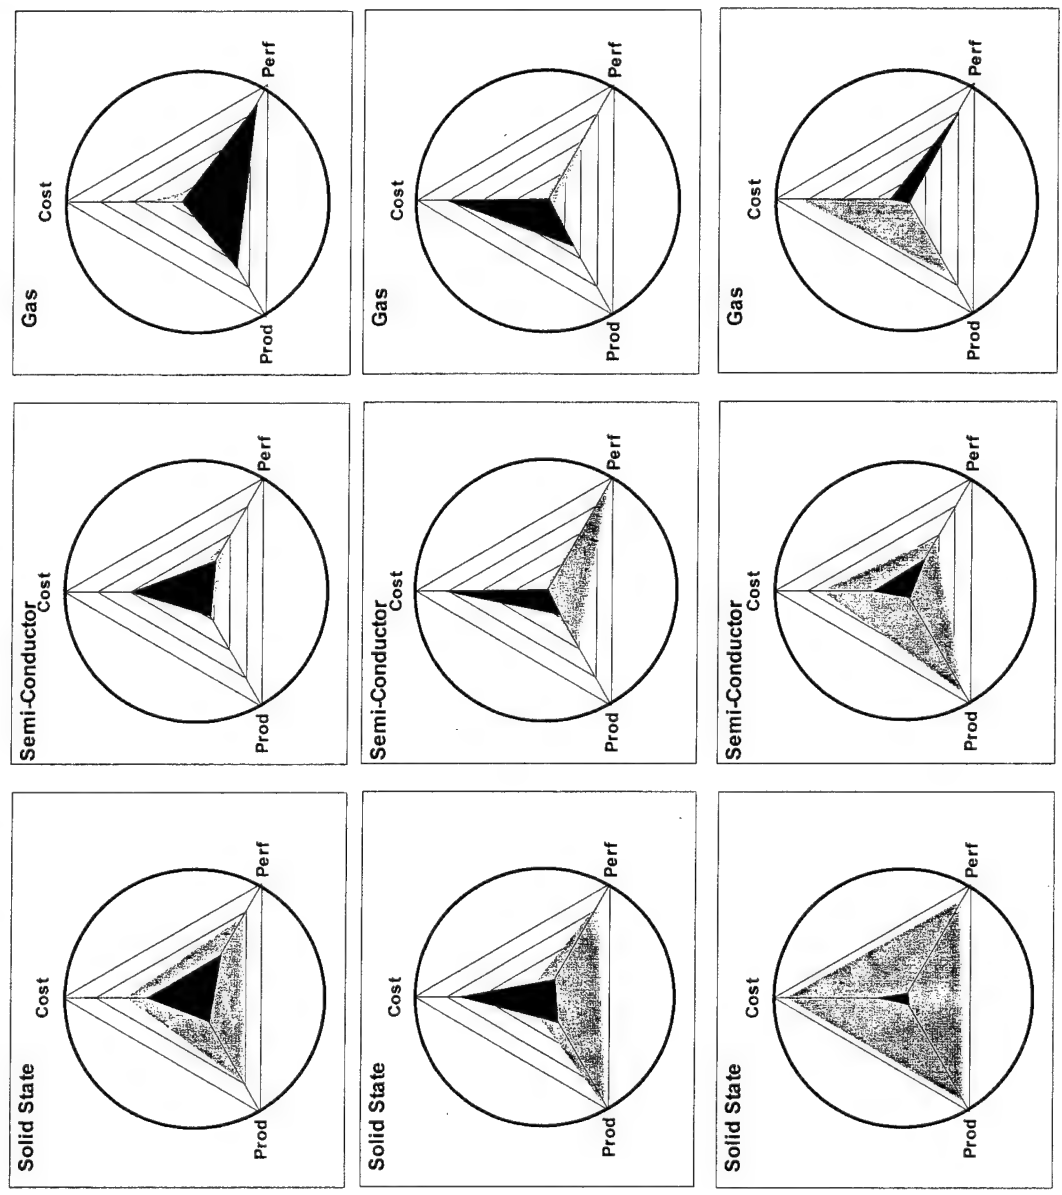 Solid State
Cost
Prod
Perf
Semi-Conductor
Cost
Prod
Perf
Gas
Cost
Prod
Perf
Solid State
Cost
Prod
Perf
Semi-Conductor
Cost
Prod
Perf
Gas
Cost
Prod
Perf
Solid State
Cost
Prod
Perf
Semi-Conductor
Cost
Prod
Perf
Gas
Cost
Prod
Perf